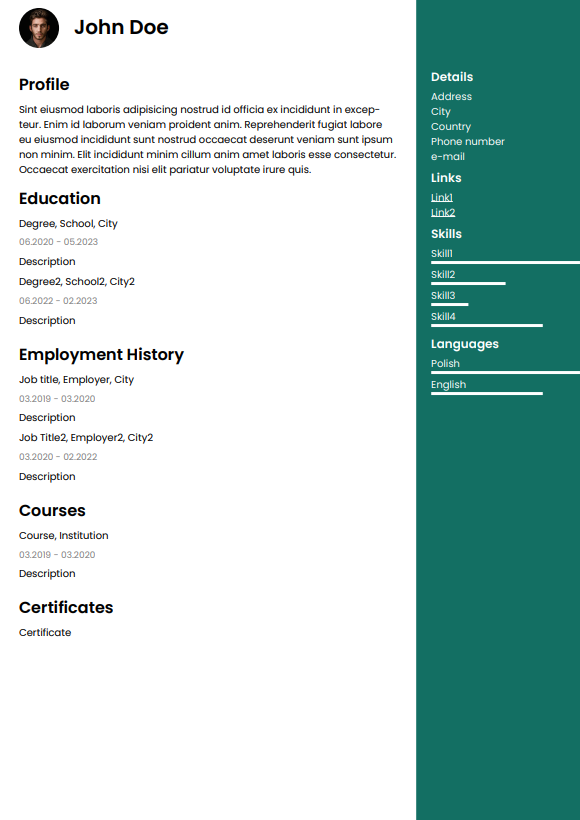 John Doe
Profile
Sint eiusmod laboris adipisicing nostrud id officia ex incididunt in excep-
teur. Enim id laborum veniam proident anim. Reprehenderit fugiat labore
eu eiusmod incididunt sunt nostrud occaecat deserunt veniam sunt ipsum
non minim. Elit incididunt minim cillum anim amet laboris esse consectetur.
Occaecat exercitation nisi elit pariatur voluptate irure quis.
Education
Degree, School, City
06.2020 - 05.2023
Description
Degree2, School2, City2
06.2022 - 02.2023
Description
Employment History
Job title, Employer, City
03.2019 - 03.2020
Description
Job Title2, Employer2, City2
03.2020 - 02.2022
Description
Courses
Course, Institution
03.2019 - 03.2020
Description
Certificates
Certificate
Details
Address
City
Country
Phone number
e-mail
Links
Link1
Link2
Skills
Skill1
Skill2
Skill3
Skill4
Languages
Polish
English